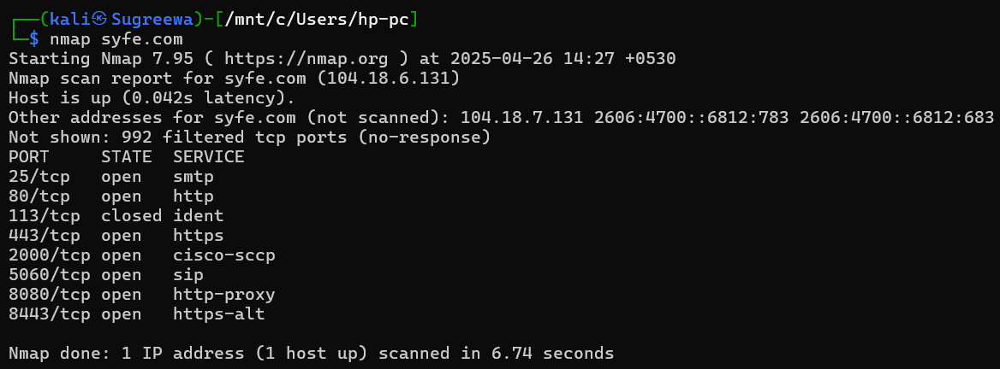 ┌──(kali㉿Sugreewa)-[/mnt/c/Users/hp-pc]
└─$ nmap syfe.com
Starting Nmap 7.95 ( https://nmap.org ) at 2025-04-26 14:27 +0530
Nmap scan report for syfe.com (104.18.6.131)
Host is up (0.042s latency).
Other addresses for syfe.com (not scanned): 104.18.7.131 2606:4700::6812:783 2606:4700::6812:683
Not shown: 992 filtered tcp ports (no-response)
PORT     STATE  SERVICE
25/tcp   open   smtp
80/tcp   open   http
113/tcp  closed ident
443/tcp  open   https
2000/tcp open   cisco-sccp
5060/tcp open   sip
8080/tcp open   http-proxy
8443/tcp open   https-alt
Nmap done: 1 IP address (1 host up) scanned in 6.74 seconds